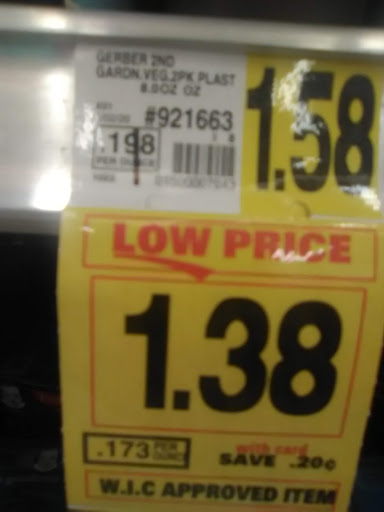 GERBER 2ND
GARDN.VEG.2PK PLAST
8.0OZ OZ
#921663
.198
PER OUNCE
1.58
LOW PRICE
1.38
.173 PER OUNCE
with card
SAVE .20¢
W.I.C APPROVED ITEM